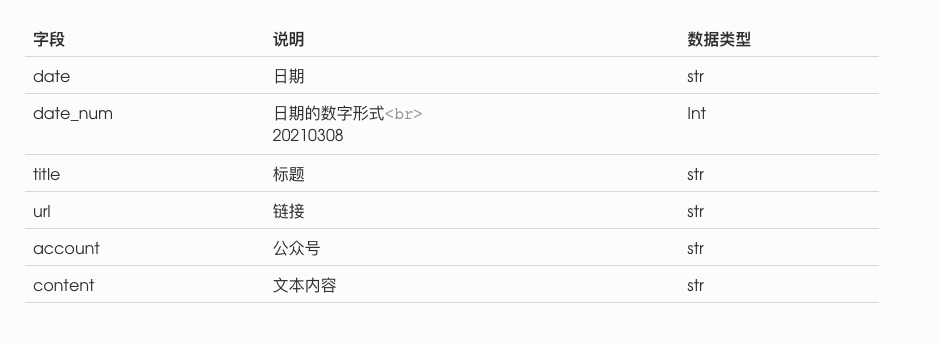 字段 说明 数据类型
date 日期 str
date_num 日期的数字形式<br> Int
20210308
title 标题 str
url 链接 str
account 公众号 str
content 文本内容 str